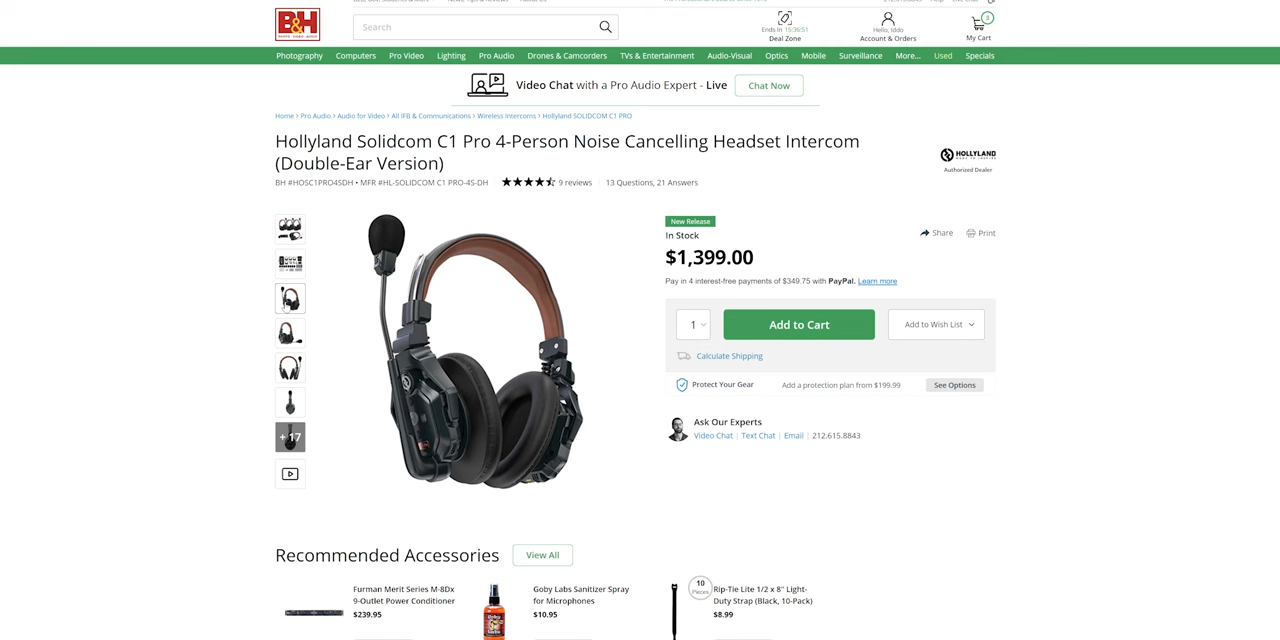 B&H
PHOTO · VIDEO · AUDIO
Search
Ends In 15:36:51
Deal Zone
Hello, Iddo
Account & Orders
3
My Cart
Photography Computers Pro Video Lighting Pro Audio Drones & Camcorders TVs & Entertainment Audio-Visual Optics Mobile Surveillance More... Used Specials
Video Chat with a Pro Audio Expert - Live
Chat Now
Home › Pro Audio › Audio for Video › All IFB & Communications › Wireless Intercoms › Hollyland SOLIDCOM C1 PRO
Hollyland Solidcom C1 Pro 4-Person Noise Cancelling Headset Intercom
(Double-Ear Version)
HOLLYLAND
Authorized Dealer
BH #HOSC1PRO4SDH • MFR #HL-SOLIDCOM C1 PRO-4S-DH
9 reviews
13 Questions, 21 Answers
New Release
In Stock
Share
Print
$1,399.00
Pay in 4 interest-free payments of $349.75 with PayPal. Learn more
1
Add to Cart
Add to Wish List
Calculate Shipping
Protect Your Gear
Add a protection plan from $199.99
See Options
Ask Our Experts
Video Chat | Text Chat | Email | 212.615.8843
+ 17
Recommended Accessories
View All
Furman Merit Series M-8Dx
9-Outlet Power Conditioner
$239.95
Goby Labs Sanitizer Spray
for Microphones
$10.95
10
Pieces
Rip-Tie Lite 1/2 x 8" Light-
Duty Strap (Black, 10-Pack)
$8.99